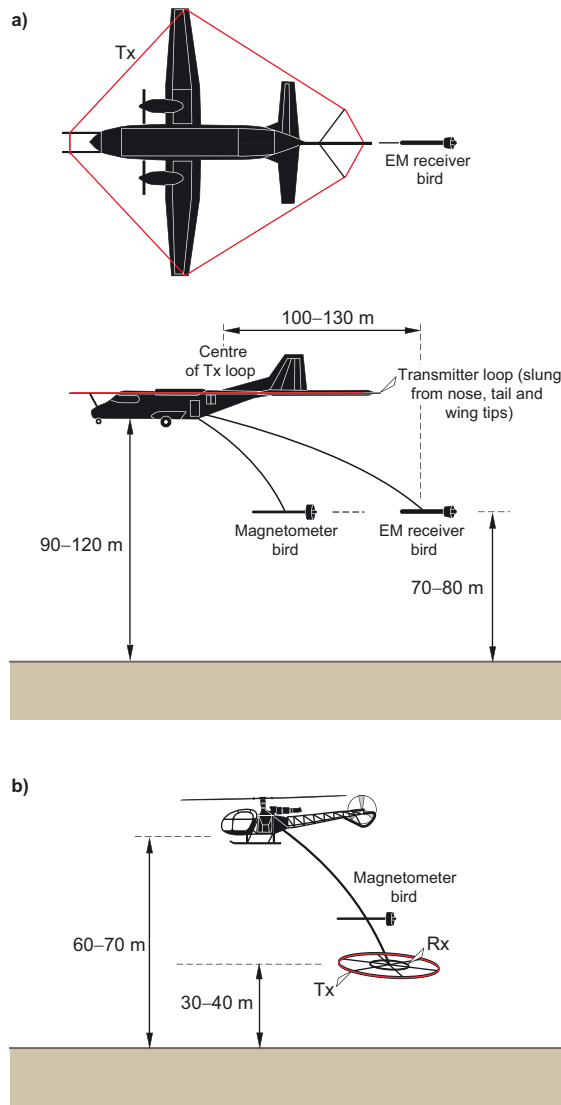 a)
Tx
EM receiver
bird
100–130 m
Centre
of Tx loop
Transmitter loop (slung
from nose, tail and
wing tips)
Magnetometer
bird
EM receiver
bird
90–120 m
70–80 m
b)
Magnetometer
bird
60–70 m
Rx
Tx
30–40 m